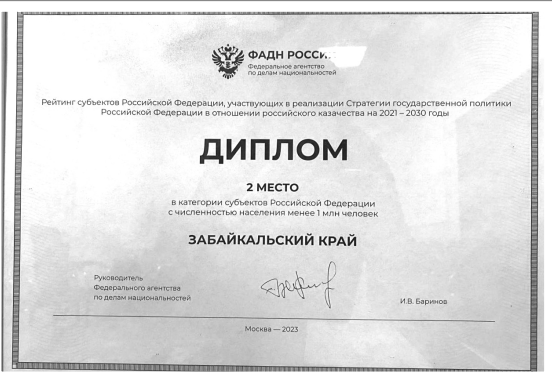 ФАДН РОССИ
Федеральное агентство
по делам национальностей
Рейтинг субъектов Российской Федерации, участвующих в реализации Стратегии государственной политики
Российской Федерации в отношении российского казачества на 2021 – 2030 годы
ДИПЛОМ
2 МЕСТО
в категории субъектов Российской Федерации
с численностью населения менее 1 млн человек
ЗАБАЙКАЛЬСКИЙ КРАЙ
Руководитель
Федерального агентства
по делам национальностей
И.В. Баринов
Москва — 2023